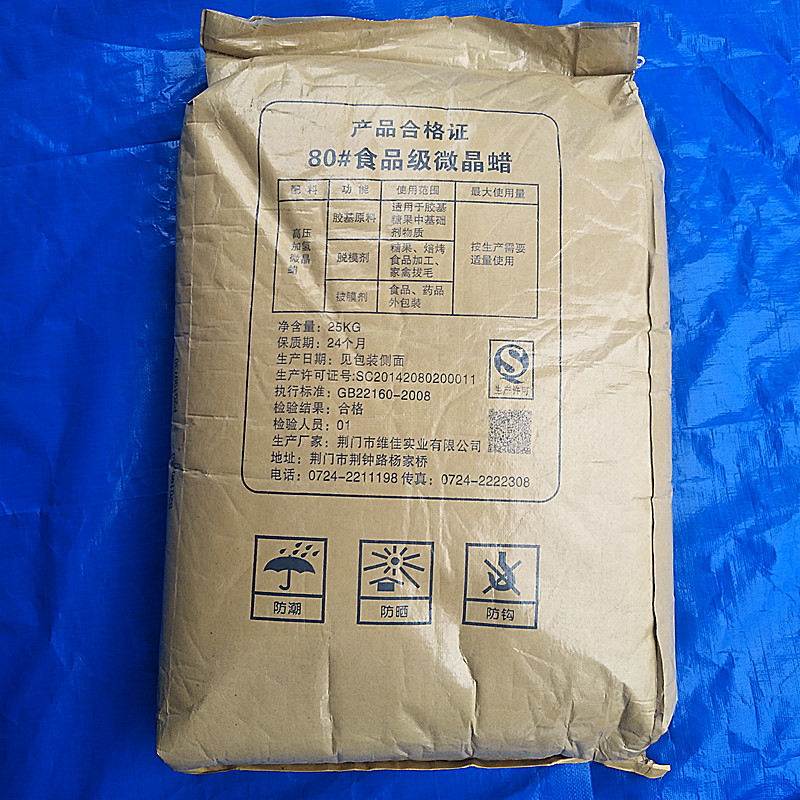 产品合格证
80#食品级微晶蜡
配料 功能 使用范围 最大使用量
高压
加氢
微晶
蜡
胶基原料
适用于胶基
糖果中基础
剂物质
脱模剂
糖果、焙烤
食品加工、
家禽拔毛
被膜剂
食品、药品
外包装
按生产需要
适量使用
净含量：25KG
保质期：24个月
生产日期：见包装侧面
生产许可证号:SC20142080200011
执行标准：GB22160-2008
检验结果：合格
检验人员：01
生产厂家：荆门市维佳实业有限公司
地址：荆门市荆钟路杨家桥
电话：0724-2211198 传真：0724-2222308
生产许可
防潮
防晒
防钩